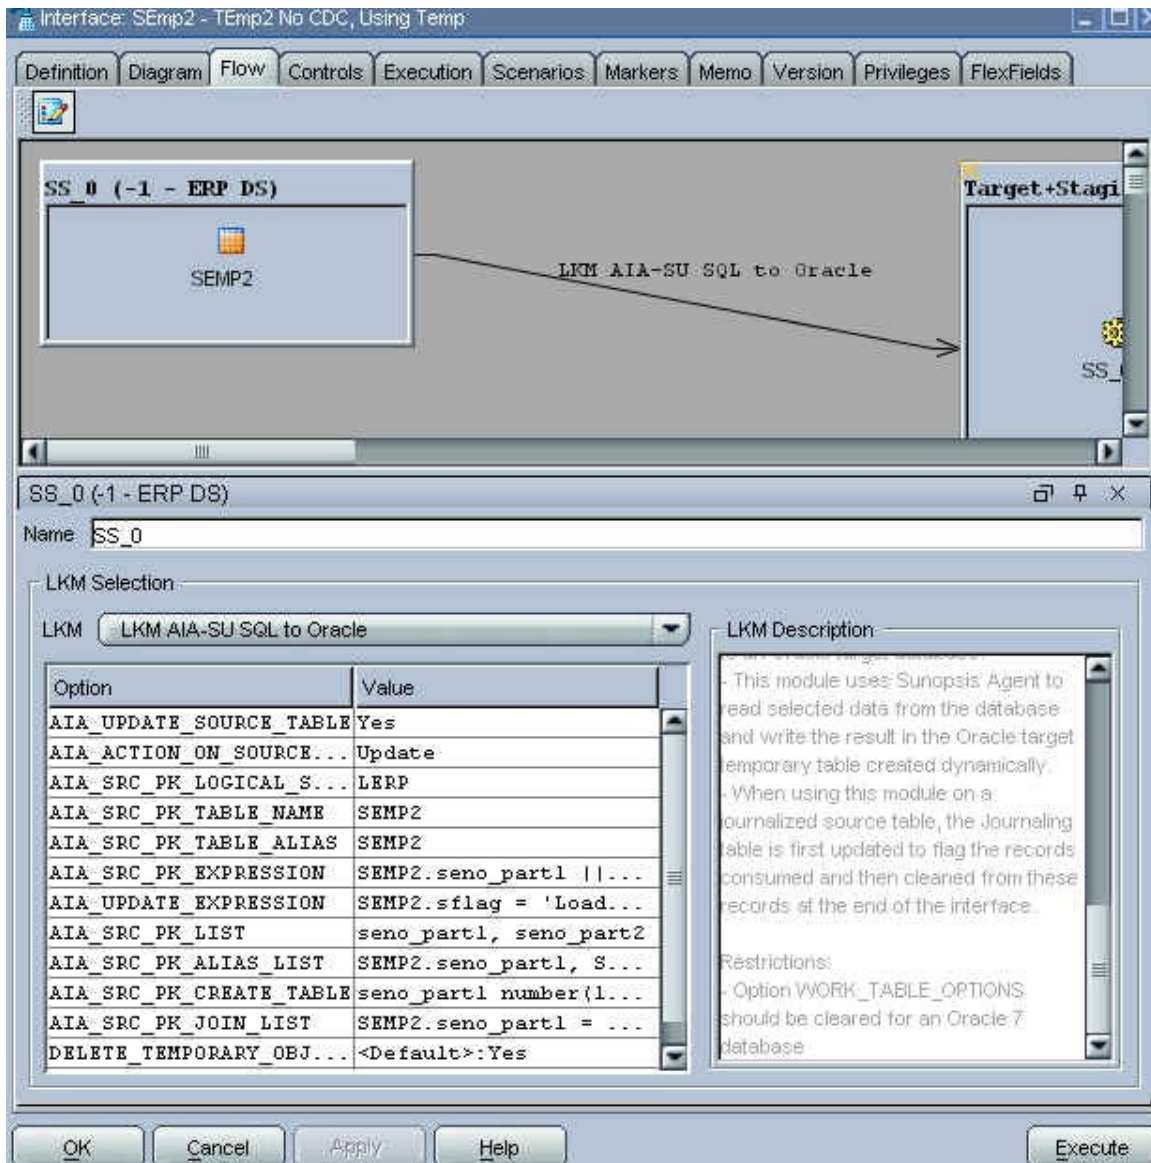 Interface: SEmp2 - TEmp2 No CDC, Using Temp
Definition Diagram Flow Controls Execution Scenarios Markers Memo Version Privileges FlexFields
SS_0 (-1 - ERP DS)
SEMP2
LKM AIA-SU SQL to Oracle
Target+Stagi
SS_
SS_0 (-1 - ERP DS)
Name SS_0
LKM Selection
LKM LKM AIA-SU SQL to Oracle
Option Value
AIA_UPDATE_SOURCE_TABLE Yes
AIA_ACTION_ON_SOURCE... Update
AIA_SRC_PK_LOGICAL_S... LERP
AIA_SRC_PK_TABLE_NAME SEMP2
AIA_SRC_PK_TABLE_ALIAS SEMP2
AIA_SRC_PK_EXPRESSION SEMP2.seno_part1 ||...
AIA_UPDATE_EXPRESSION SEMP2.sflag = 'Load...
AIA_SRC_PK_LIST seno_part1, seno_part2
AIA_SRC_PK_ALIAS_LIST SEMP2.seno_part1, S...
AIA_SRC_PK_CREATE_TABLE seno_part1 number(1...
AIA_SRC_PK_JOIN_LIST SEMP2.seno_part1 = ...
DELETE_TEMPORARY_OBJ... <Default>:Yes
LKM Description
- This module uses Sunopsis Agent to
read selected data from the database
and write the result in the Oracle target
temporary table created dynamically.
- When using this module on a
journalized source table, the Journaling
table is first updated to flag the records
consumed and then cleaned from these
records at the end of the interface.
Restrictions:
- Option WORK_TABLE_OPTIONS
should be cleared for an Oracle 7
database
OK Cancel Apply Help Execute